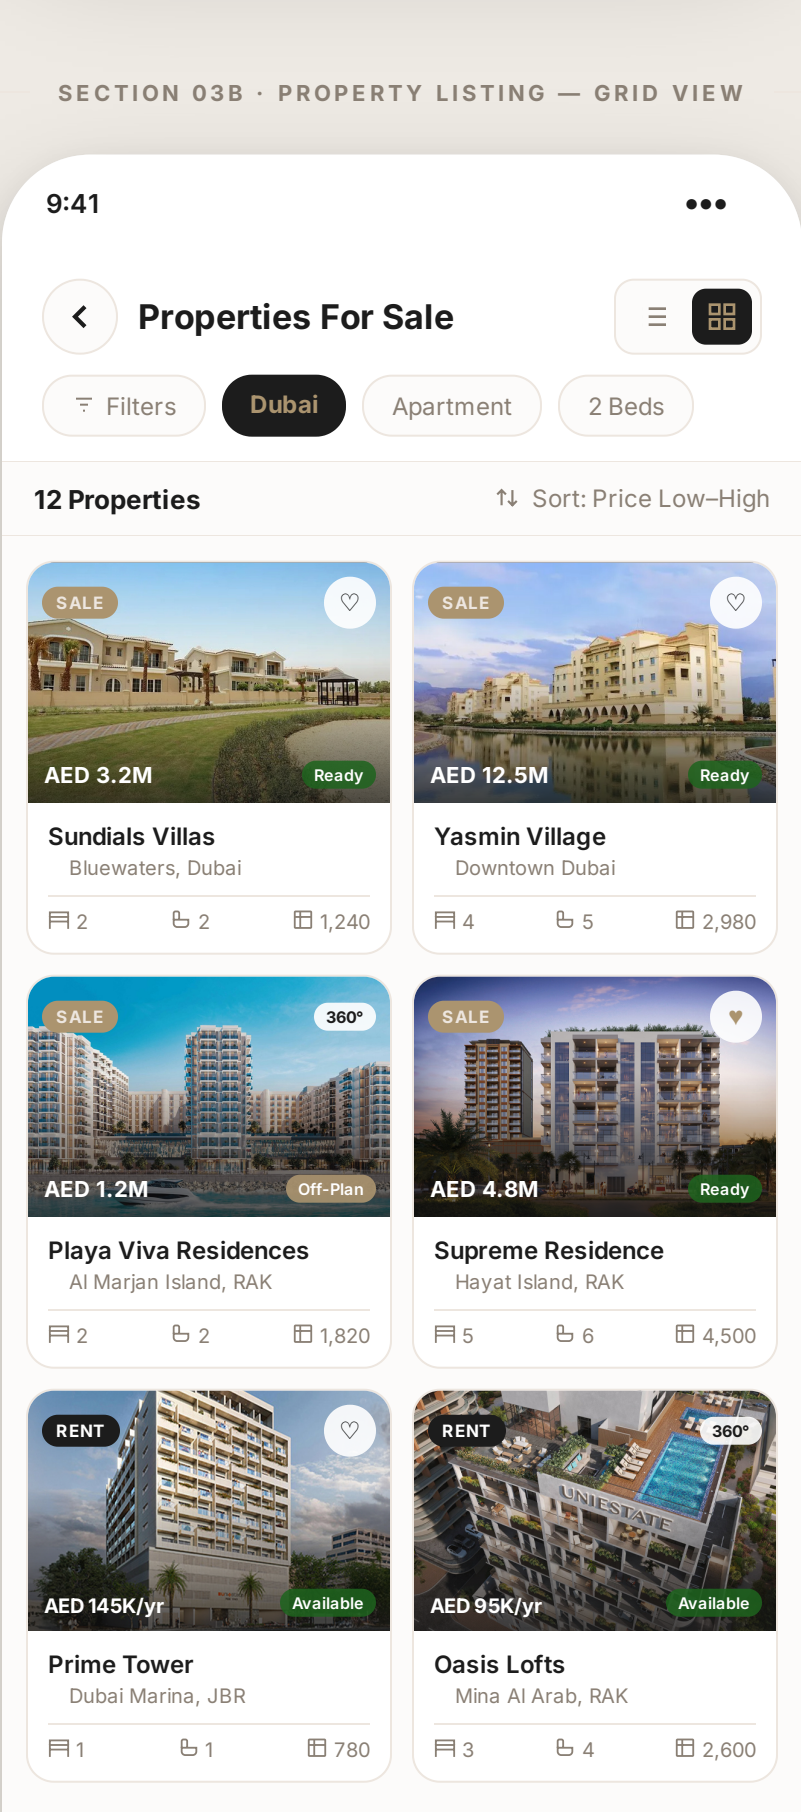 SECTION 03B · PROPERTY LISTING — GRID VIEW
9:41
Properties For Sale
Filters Dubai Apartment 2 Beds
12 Properties Sort: Price Low–High
SALE SALE
AED 3.2M Ready AED 12.5M Ready
Sundials Villas Yasmin Village
Bluewaters, Dubai Downtown Dubai
2 2 1,240 4 5 2,980
SALE 360° SALE
AED 1.2M Off-Plan AED 4.8M Ready
Playa Viva Residences Supreme Residence
Al Marjan Island, RAK Hayat Island, RAK
2 2 1,820 5 6 4,500
RENT RENT 360°
UNIESTATE
AED 145K/yr Available AED 95K/yr Available
Prime Tower Oasis Lofts
Dubai Marina, JBR Mina Al Arab, RAK
1 1 780 3 4 2,600